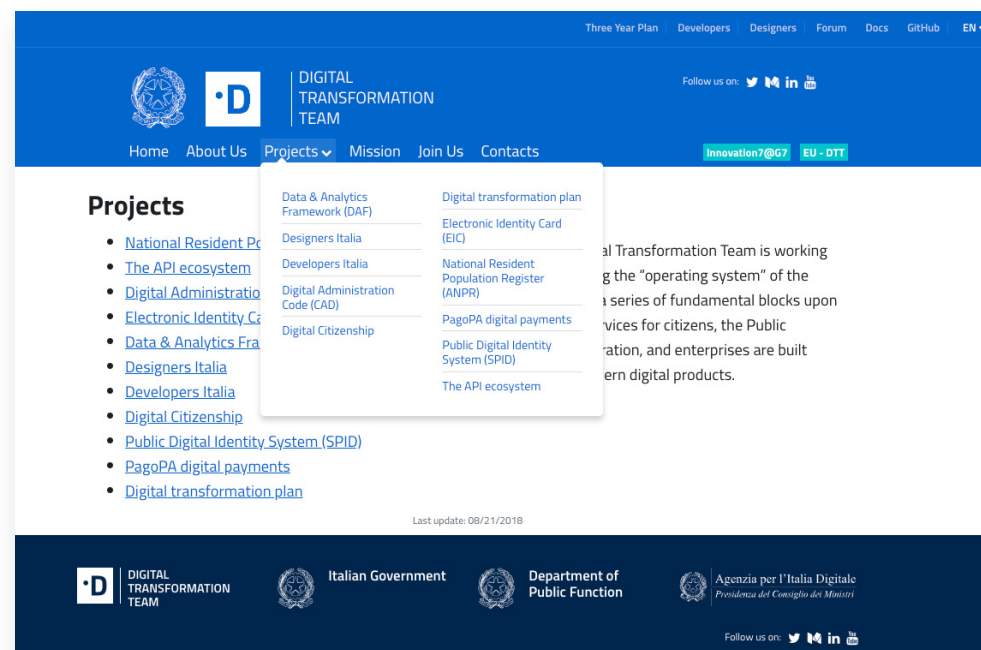 Three Year Plan Developers Designers Forum Docs GitHub EN
DIGITAL
TRANSFORMATION
TEAM
Follow us on:
Home About Us Projects Mission Join Us Contacts
Innovation7@G7 EU - DTT
Data & Analytics
Framework (DAF)
Designers Italia
Developers Italia
Digital Administration
Code (CAD)
Digital Citizenship
Digital transformation plan
Electronic Identity Card
(EIC)
National Resident
Population Register
(ANPR)
PagoPA digital payments
Public Digital Identity
System (SPID)
The API ecosystem
Projects
National Resident Po
The API ecosystem
Digital Administratio
Electronic Identity Ca
Data & Analytics Fra
Designers Italia
Developers Italia
Digital Citizenship
Public Digital Identity System (SPID)
PagoPA digital payments
Digital transformation plan
al Transformation Team is working
g the “operating system” of the
a series of fundamental blocks upon
rvices for citizens, the Public
ration, and enterprises are built
ern digital products.
Last update: 08/21/2018
DIGITAL
TRANSFORMATION
TEAM
Italian Government
Department of
Public Function
Agenzia per l’Italia Digitale
Presidenza del Consiglio dei Ministri
Follow us on: